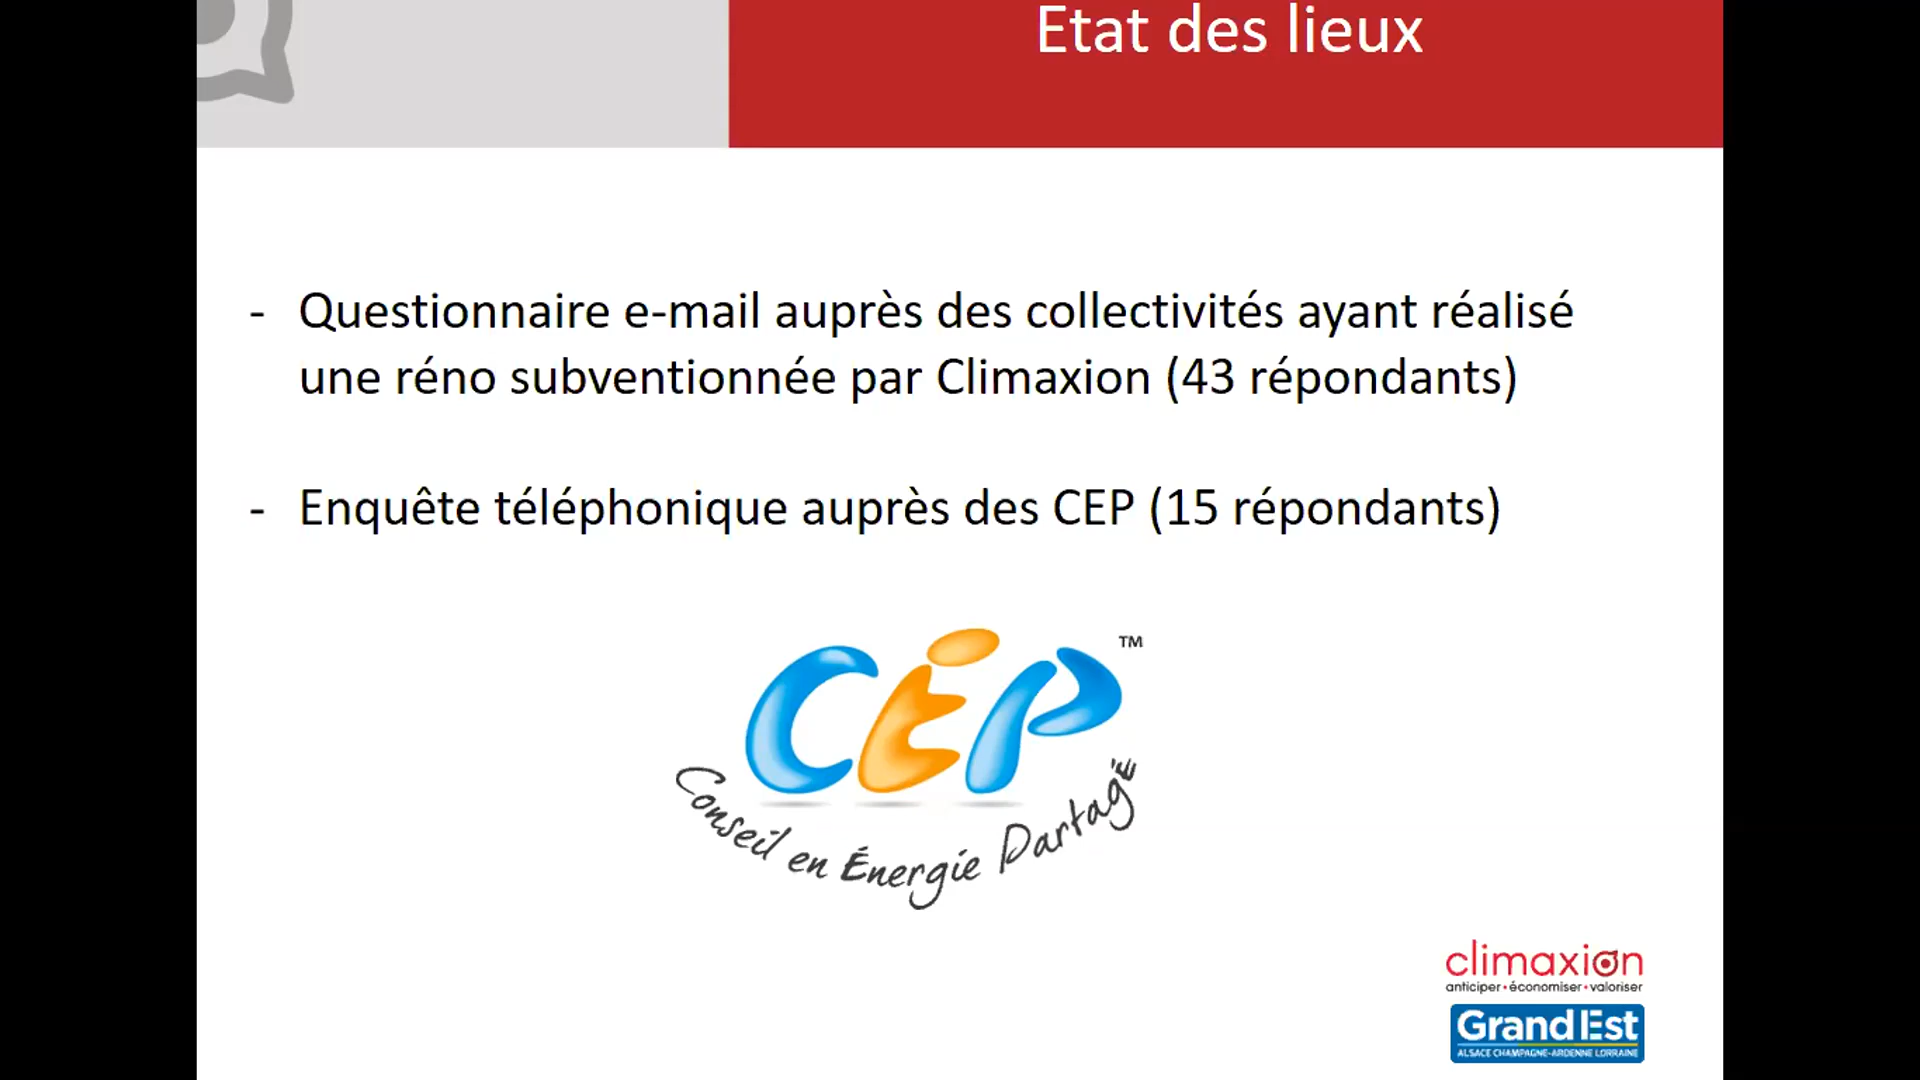 Etat des lieux
- Questionnaire e-mail auprès des collectivités ayant réalisé
une réno subventionnée par Climaxion (43 répondants)
- Enquête téléphonique auprès des CEP (15 répondants)
CEP TM
Conseil en Énergie Partagé
climaxion
anticiper • économiser • valoriser
Grand Est
ALSACE CHAMPAGNE-ARDENNE LORRAINE